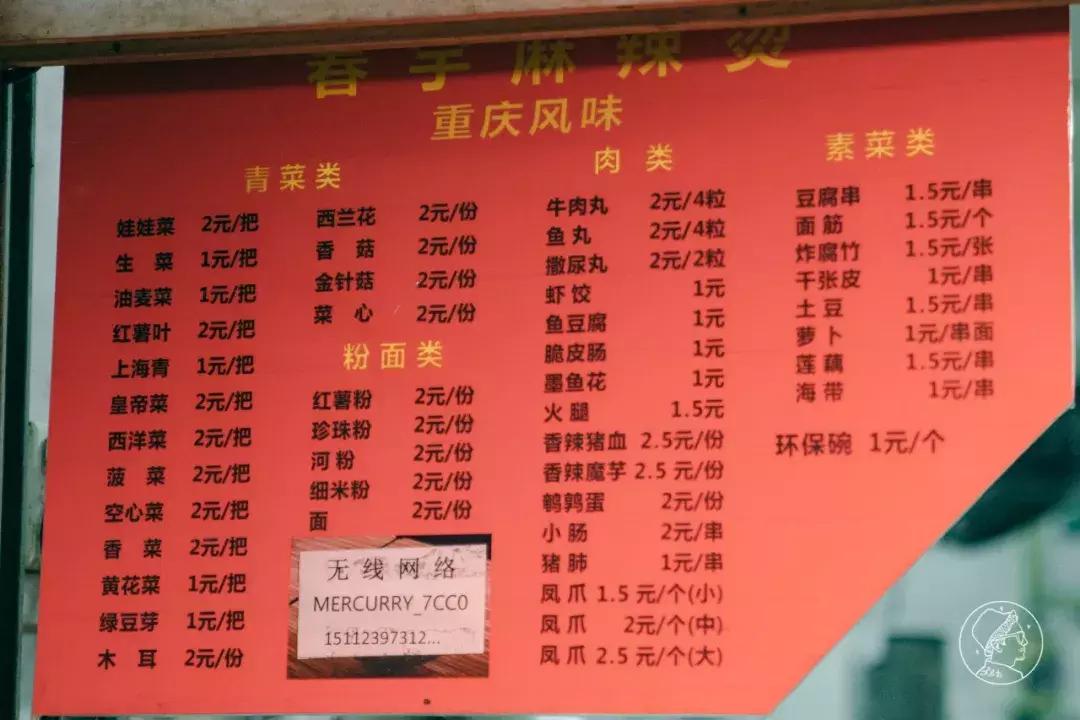 麻辣烫
重庆风味
青菜类
娃娃菜 2元/把
生 菜 1元/把
油麦菜 1元/把
红薯叶 2元/把
上海青 1元/把
皇帝菜 2元/把
西洋菜 2元/把
菠 菜 2元/把
空心菜 2元/把
香 菜 2元/把
黄花菜 1元/把
绿豆芽 1元/把
木 耳 2元/份
西兰花 2元/份
香 菇 2元/份
金针菇 2元/份
菜 心 2元/份
粉面类
红薯粉 2元/份
珍珠粉 2元/份
河粉 2元/份
细米粉 2元/份
面 2元/份
无线网络
MERCURRY_7CC0
15112397312...
肉类
牛肉丸 2元/4粒
鱼丸 2元/4粒
撒尿丸 2元/2粒
虾饺 1元
鱼豆腐 1元
脆皮肠 1元
墨鱼花 1元
火腿 1.5元
香辣猪血 2.5元/份
香辣魔芋 2.5元/份
鹌鹑蛋 2元/份
小肠 2元/串
猪肺 1元/串
凤爪 1.5元/个(小)
凤爪 2元/个(中)
凤爪 2.5元/个(大)
素菜类
豆腐串 1.5元/串
面筋 1.5元/个
炸腐竹 1.5元/张
千张皮 1元/串
土豆 1.5元/串
萝卜 1元/串面
莲藕 1.5元/串
海带 1元/串
环保碗 1元/个